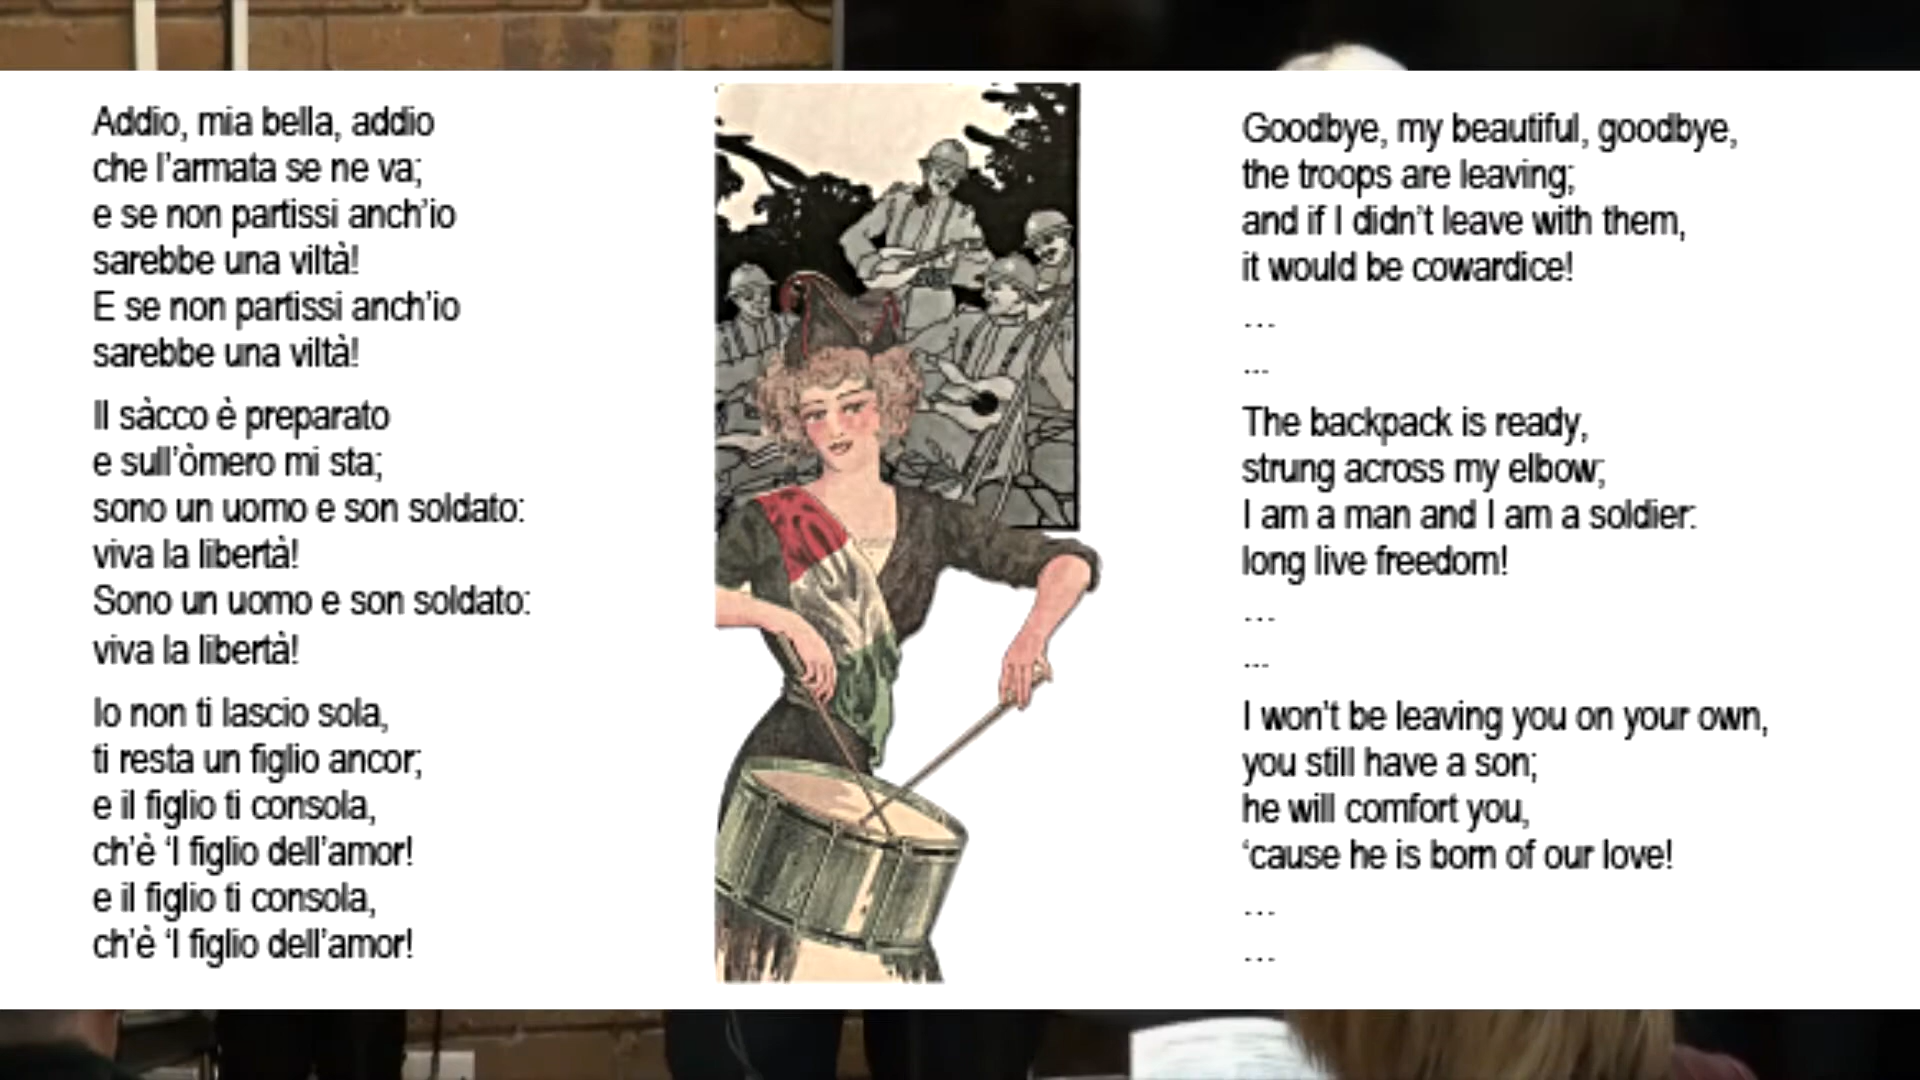 Addio, mia bella, addio
che l’armata se ne va;
e se non partissi anch’io
sarebbe una viltà!
E se non partissi anch’io
sarebbe una viltà!
Il sàcco è preparato
e sull’òmero mi sta;
sono un uomo e son soldato:
viva la libertà!
Sono un uomo e son soldato:
viva la libertà!
Io non ti lascio sola,
ti resta un figlio ancor;
e il figlio ti consola,
ch’è ‘l figlio dell’amor!
e il figlio ti consola,
ch’è ‘l figlio dell’amor!
Goodbye, my beautiful, goodbye,
the troops are leaving;
and if I didn’t leave with them,
it would be cowardice!
…
...
The backpack is ready,
strung across my elbow;
I am a man and I am a soldier:
long live freedom!
…
...
I won’t be leaving you on your own,
you still have a son;
he will comfort you,
‘cause he is born of our love!
…
…